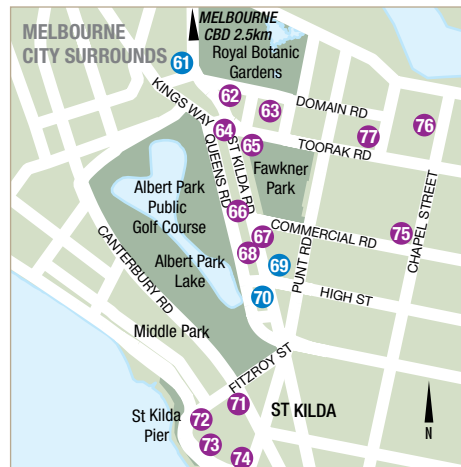 MELBOURNE
CITY SURROUNDS
MELBOURNE
CBD 2.5km
Royal Botanic
Gardens
61
62
63
DOMAIN RD
76
77
KINGS WAY
64
65
TOORAK RD
QUEENS RD
ST KILDA RD
Fawkner
Park
Albert Park
Public
Golf Course
66
67
68
COMMERCIAL RD
75
CHAPEL STREET
69
PUNT RD
Albert Park
Lake
70
HIGH ST
CANTERBURY RD
Middle Park
FITZROY ST
St Kilda
Pier
71
72
73
74
ST KILDA
N